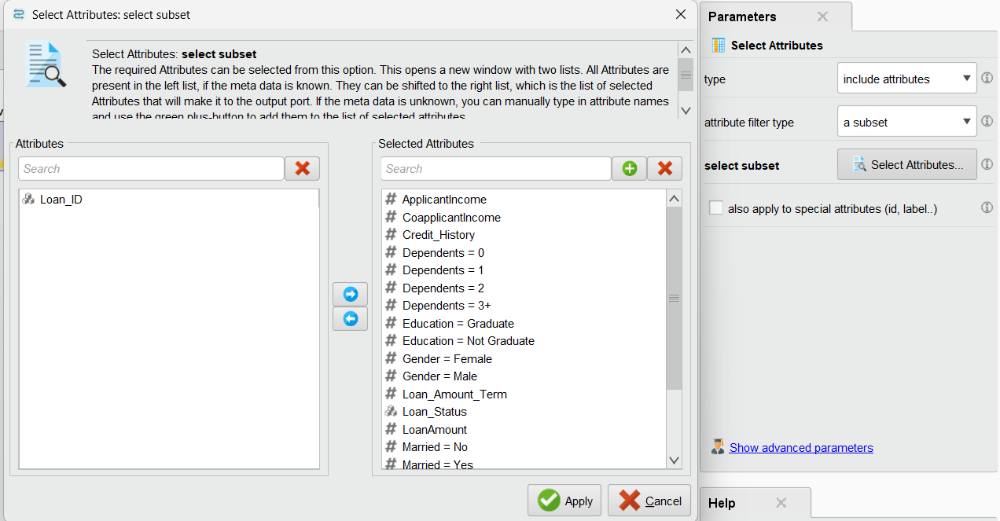 Select Attributes: select subset
Select Attributes: select subset
The required Attributes can be selected from this option. This opens a new window with two lists. All Attributes are
present in the left list, if the meta data is known. They can be shifted to the right list, which is the list of selected
Attributes that will make it to the output port. If the meta data is unknown, you can manually type in attribute names
and use the green plus-button to add them to the list of selected attributes.
Attributes
Search
Loan_ID
Selected Attributes
Search
ApplicantIncome
CoapplicantIncome
Credit_History
Dependents = 0
Dependents = 1
Dependents = 2
Dependents = 3+
Education = Graduate
Education = Not Graduate
Gender = Female
Gender = Male
Loan_Amount_Term
Loan_Status
LoanAmount
Married = No
Married = Yes
Apply
Cancel
Parameters
Select Attributes
type
include attributes
attribute filter type
a subset
select subset
Select Attributes...
also apply to special attributes (id, label..)
Show advanced parameters
Help